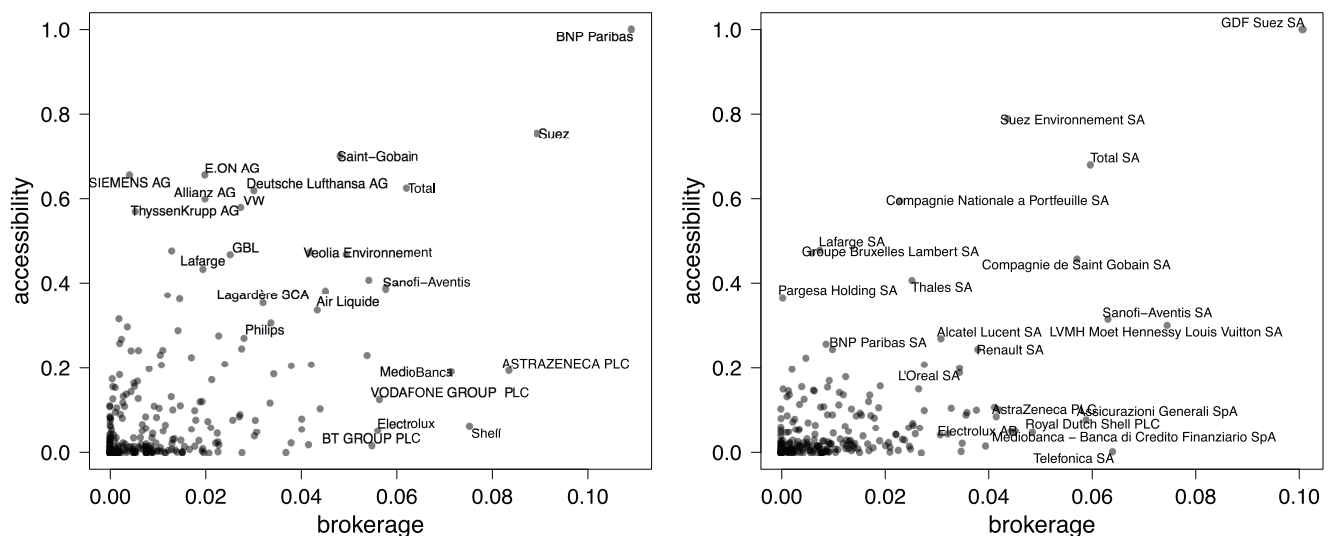 BNP Paribas
Suez
Saint-Gobain
E.ON AG
SIEMENS AG
Deutsche Lufthansa AG
Total
Allianz AG
VW
ThyssenKrupp AG
GBL
Veolia Environnement
Lafarge
Sanofi-Aventis
Lagardère SCA
Air Liquide
Philips
MedioBanca
ASTRAZENECA PLC
VODAFONE GROUP PLC
Electrolux
BT GROUP PLC
Shell
accessibility
1.0
0.8
0.6
0.4
0.2
0.0
0.00 0.02 0.04 0.06 0.08 0.10
brokerage
GDF Suez SA
Suez Environnement SA
Total SA
Compagnie Nationale a Portfeuille SA
Lafarge SA
Groupe Bruxelles Lambert SA
Compagnie de Saint Gobain SA
Thales SA
Pargesa Holding SA
Sanofi-Aventis SA
Alcatel Lucent SA
LVMH Moet Hennessy Louis Vuitton SA
BNP Paribas SA
Renault SA
L'Oreal SA
AstraZeneca PLC
Assicurazioni Generali SpA
Royal Dutch Shell PLC
Electrolux AB
Mediobanca - Banca di Credito Finanziario SpA
Telefonica SA
accessibility
1.0
0.8
0.6
0.4
0.2
0.0
0.00 0.02 0.04 0.06 0.08 0.10
brokerage